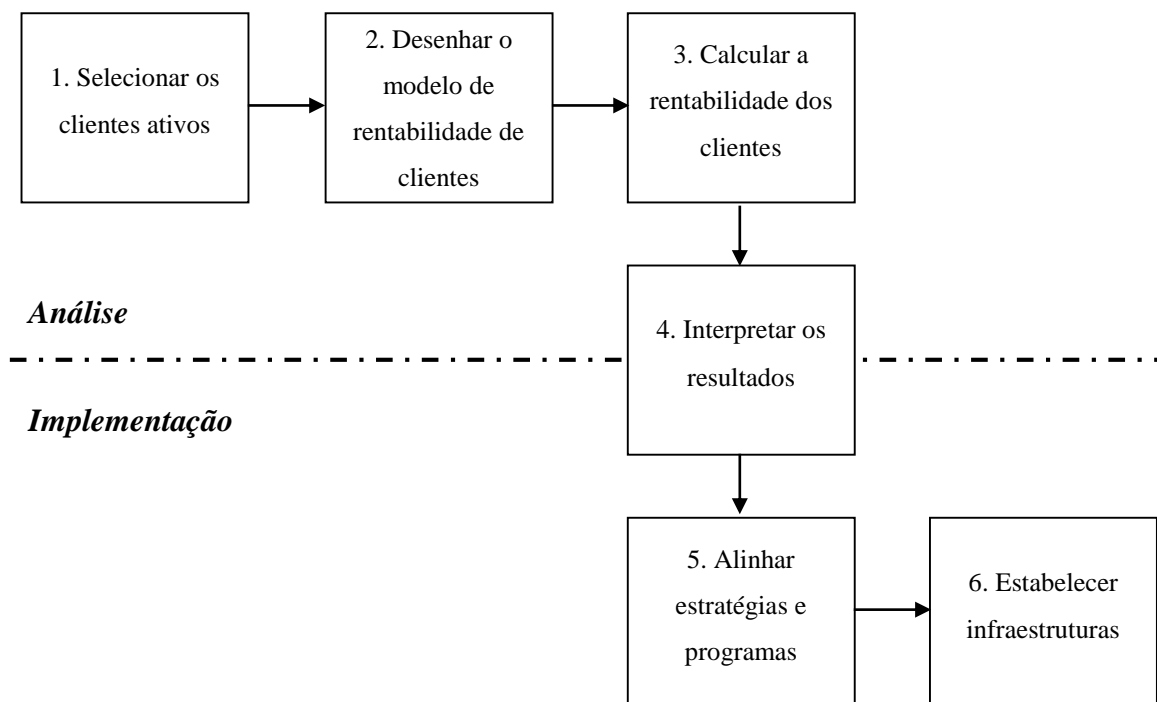 1. Selecionar os
clientes ativos
2. Desenhar o
modelo de
rentabilidade de
clientes
3. Calcular a
rentabilidade dos
clientes
Análise
4. Interpretar os
resultados
Implementação
5. Alinhar
estratégias e
programas
6. Estabelecer
infraestruturas